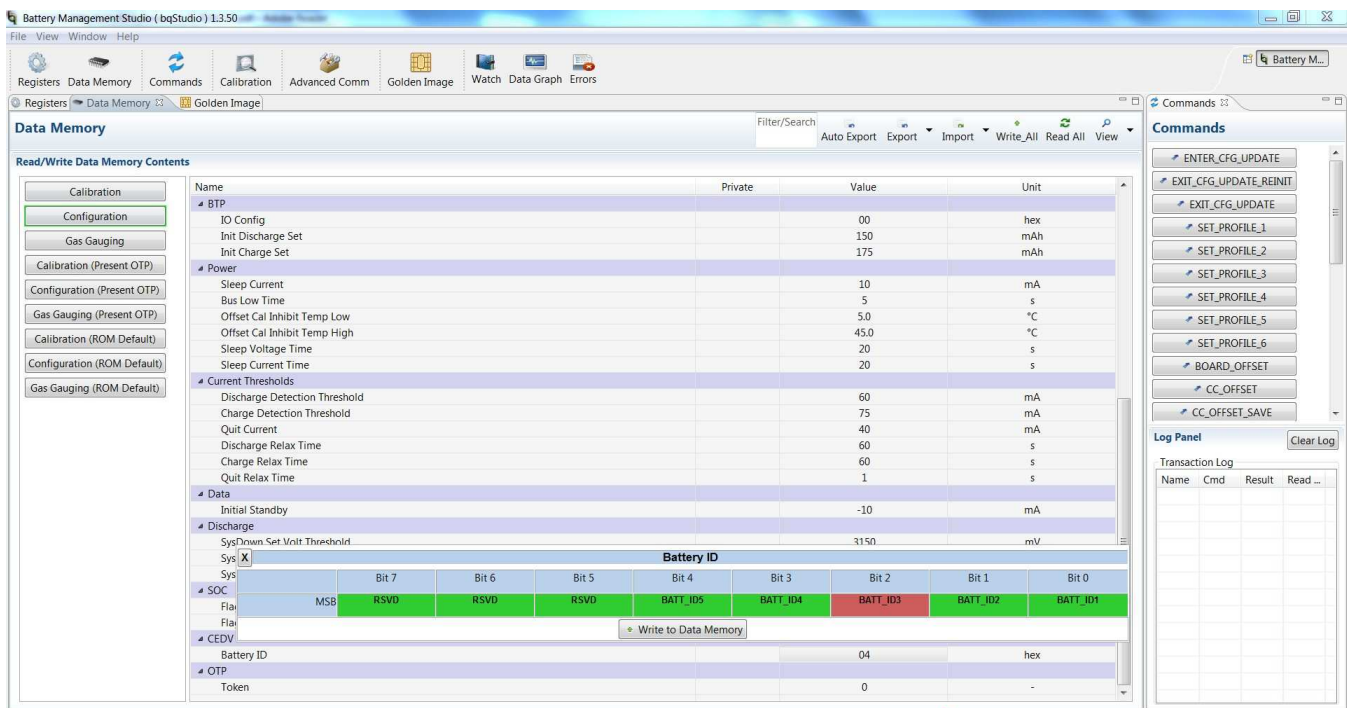 Battery Management Studio ( bqStudio ) 1.3.50
File View Window Help
Registers Data Memory Commands Calibration Advanced Comm Golden Image Watch Data Graph Errors
Battery M...
Registers Data Memory Golden Image
Data Memory
Filter/Search Auto Export Export Import Write_All Read All View
Read/Write Data Memory Contents
Calibration
Configuration
Gas Gauging
Calibration (Present OTP)
Configuration (Present OTP)
Gas Gauging (Present OTP)
Calibration (ROM Default)
Configuration (ROM Default)
Gas Gauging (ROM Default)
Name Private Value Unit
BTP
IO Config 00 hex
Init Discharge Set 150 mAh
Init Charge Set 175 mAh
Power
Sleep Current 10 mA
Bus Low Time 5 s
Offset Cal Inhibit Temp Low 5.0 °C
Offset Cal Inhibit Temp High 45.0 °C
Sleep Voltage Time 20 s
Sleep Current Time 20 s
Current Thresholds
Discharge Detection Threshold 60 mA
Charge Detection Threshold 75 mA
Quit Current 40 mA
Discharge Relax Time 60 s
Charge Relax Time 60 s
Quit Relax Time 1 s
Data
Initial Standby -10 mA
Discharge
SysDown Set Volt Threshold 3150 mV
Sys
Sys
SOC
Fla
Fla
X Battery ID
Bit 7 Bit 6 Bit 5 Bit 4 Bit 3 Bit 2 Bit 1 Bit 0
MSB RSVD RSVD RSVD BATT_ID5 BATT_ID4 BATT_ID3 BATT_ID2 BATT_ID1
Write to Data Memory
CEDV
Battery ID 04 hex
OTP
Token 0 -
Commands
Commands
ENTER_CFG_UPDATE
EXIT_CFG_UPDATE_REINIT
EXIT_CFG_UPDATE
SET_PROFILE_1
SET_PROFILE_2
SET_PROFILE_3
SET_PROFILE_4
SET_PROFILE_5
SET_PROFILE_6
BOARD_OFFSET
CC_OFFSET
CC_OFFSET_SAVE
Log Panel
Clear Log
Transaction Log
Name Cmd Result Read ...